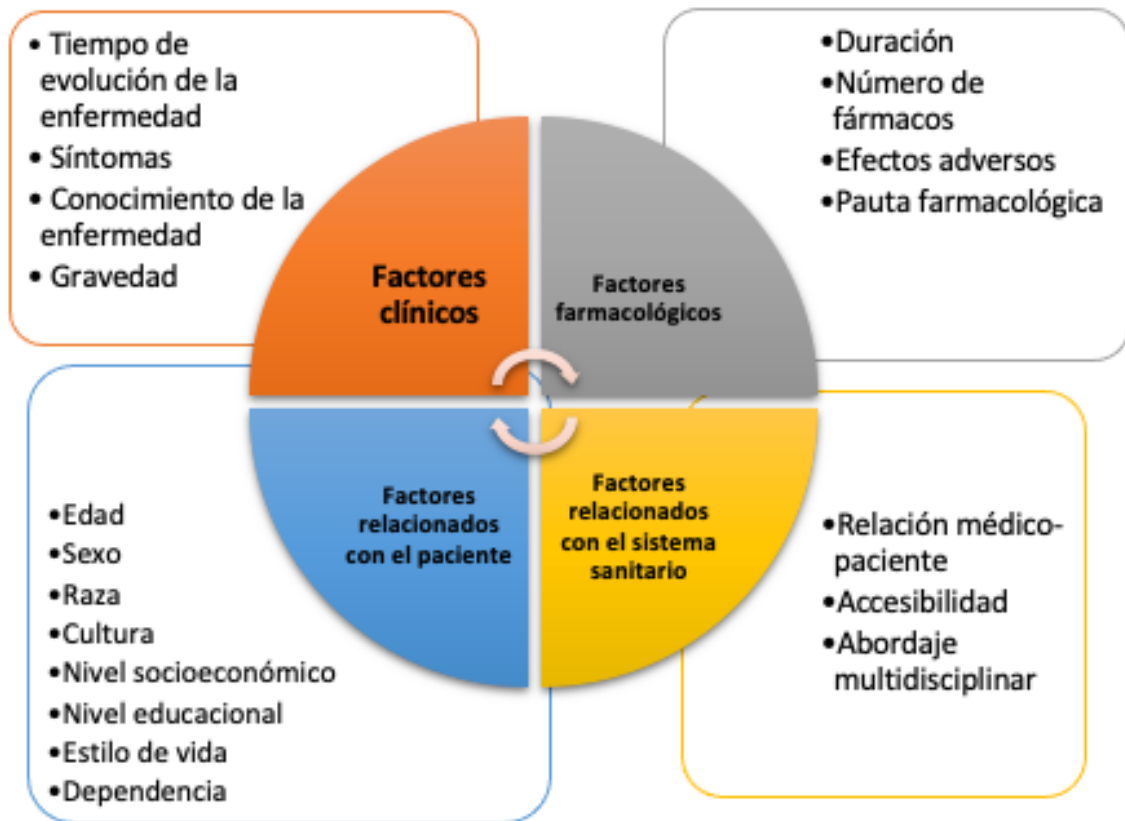 • Tiempo de
evolución de la
enfermedad
• Síntomas
• Conocimiento de la
enfermedad
• Gravedad
•Duración
•Número de
fármacos
•Efectos adversos
•Pauta farmacológica
Factores
clínicos
Factores
farmacológicos
Factores
relacionados
con el paciente
Factores
relacionados
con el sistema
sanitario
•Edad
•Sexo
•Raza
•Cultura
•Nivel socioeconómico
•Nivel educacional
•Estilo de vida
•Dependencia
•Relación médico-
paciente
•Accesibilidad
•Abordaje
multidisciplinar